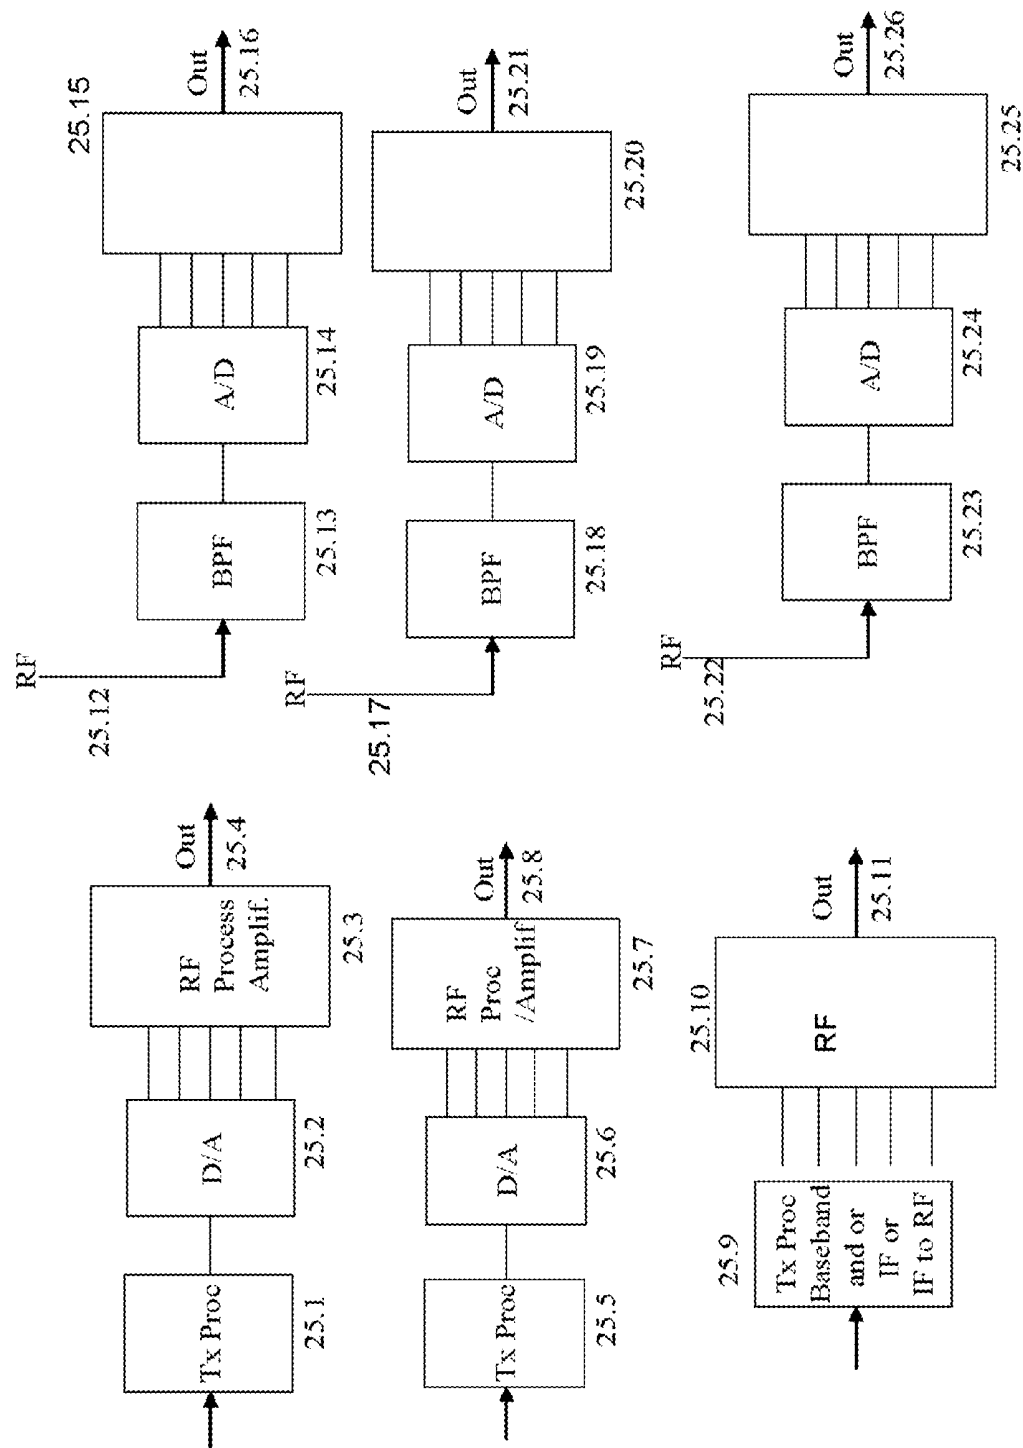 Tx Proc
25.1
D/A
25.2
RF
Process
Amplif.
25.3
Out
25.4
Tx Proc
25.5
D/A
25.6
RF
Proc
/Amplif.
25.7
Out
25.8
25.9
Tx Proc
Baseband
and or
IF or
IF to RF
25.10
RF
Out
25.11
RF
25.12
BPF
25.13
A/D
25.14
25.15
Out
25.16
RF
25.17
BPF
25.18
A/D
25.19
25.20
Out
25.21
RF
25.22
BPF
25.23
A/D
25.24
25.25
Out
25.26